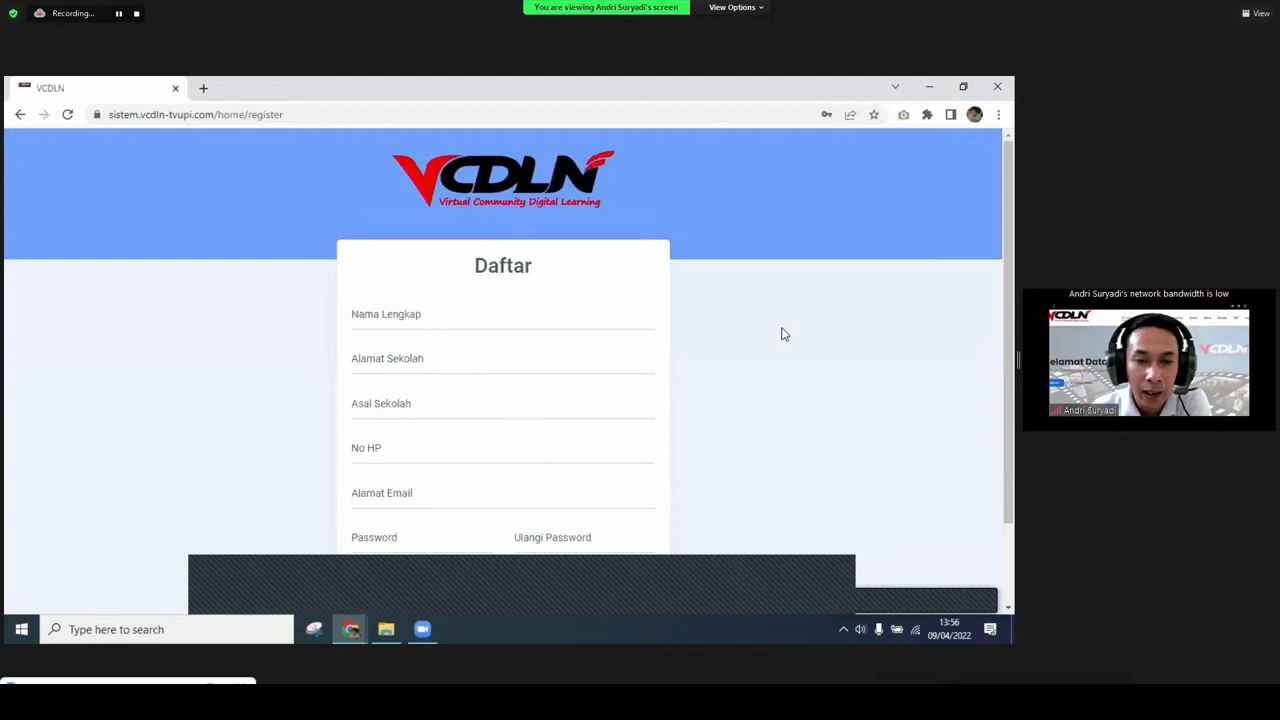 Recording...
You are viewing Andri Suryadi's screen
View Options
View
VCDLN
sistem.vcdln-tvupi.com/home/register
VCDLN
Virtual Community Digital Learning
Daftar
Nama Lengkap
Alamat Sekolah
Asal Sekolah
No HP
Alamat Email
Password
Ulangi Password
Andri Suryadi's network bandwidth is low
VCDLN
Andri Suryadi
Type here to search
13:56
09/04/2022